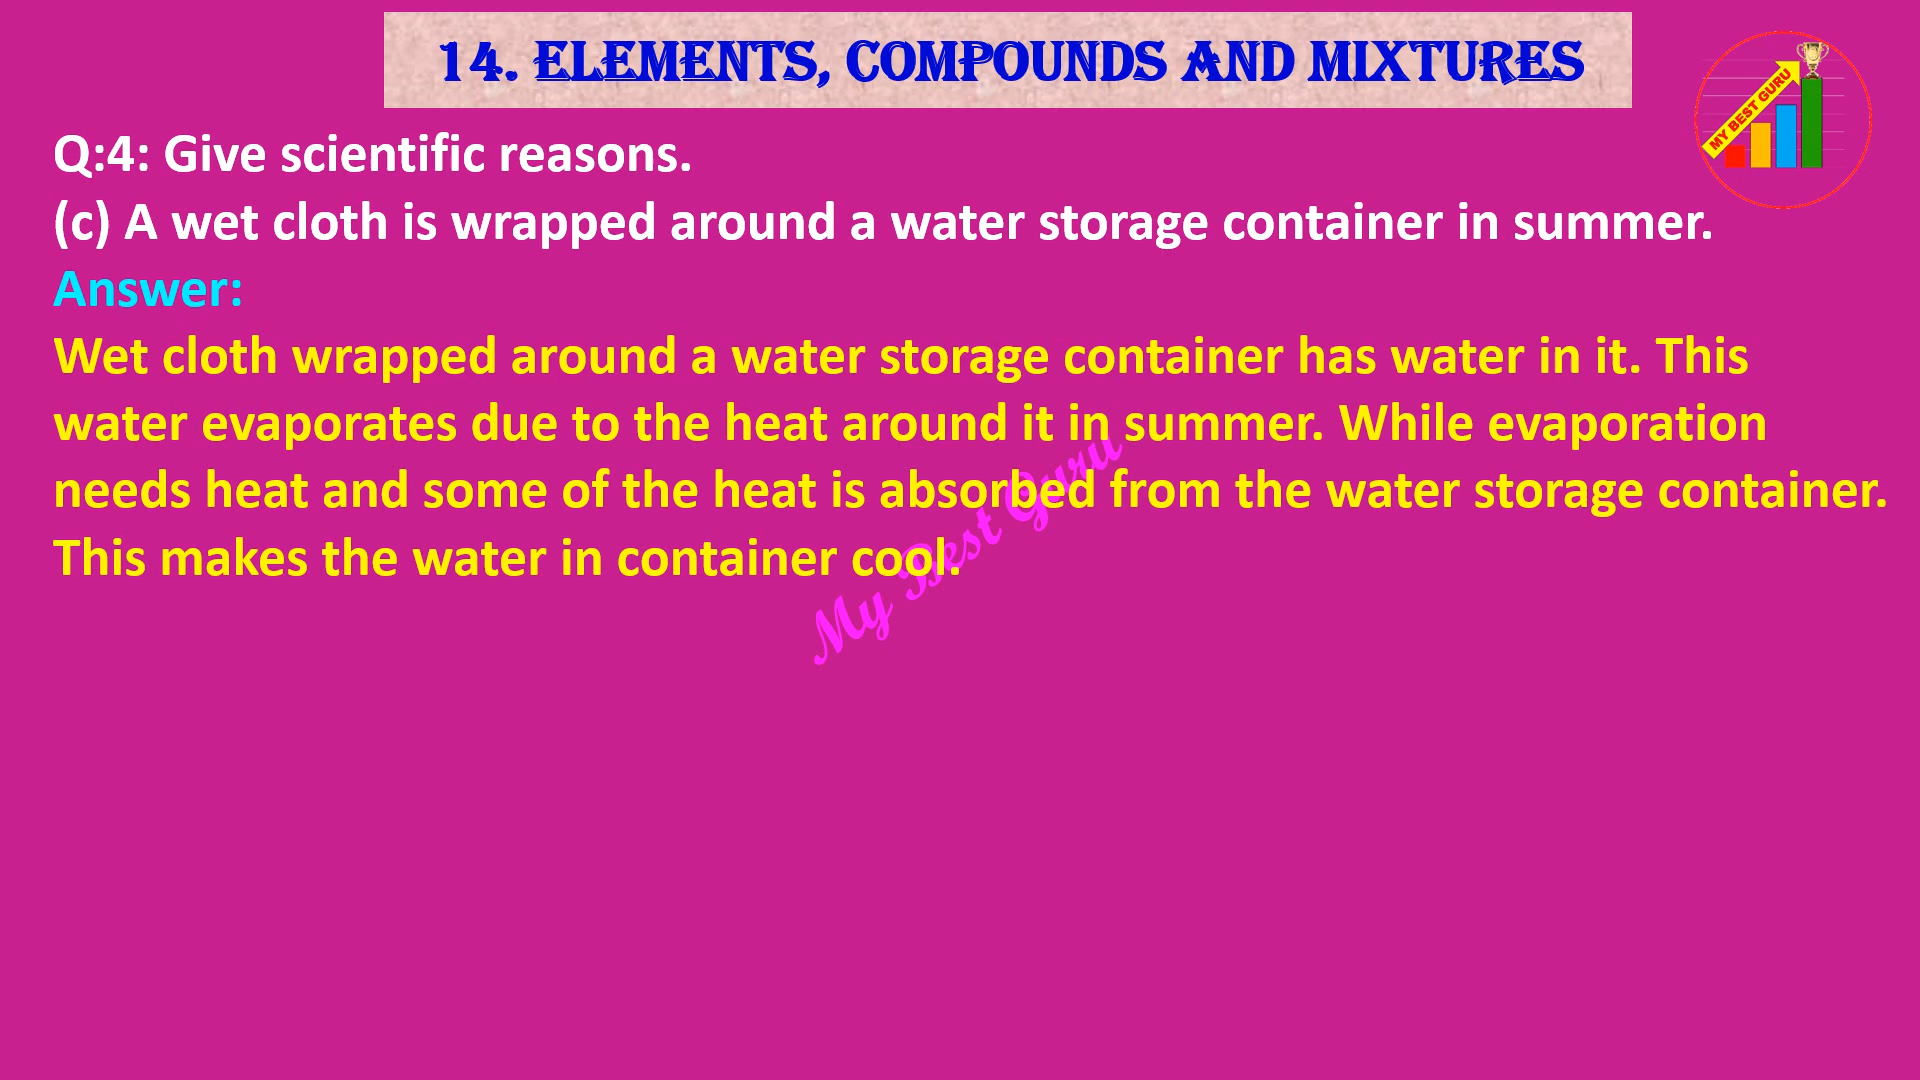 14. ELEMENTS, COMPOUNDS AND MIXTURES
MY BEST GURU
Q:4: Give scientific reasons.
(c) A wet cloth is wrapped around a water storage container in summer.
Answer:
Wet cloth wrapped around a water storage container has water in it. This
water evaporates due to the heat around it in summer. While evaporation
needs heat and some of the heat is absorbed from the water storage container.
This makes the water in container cool.
My Best Guru